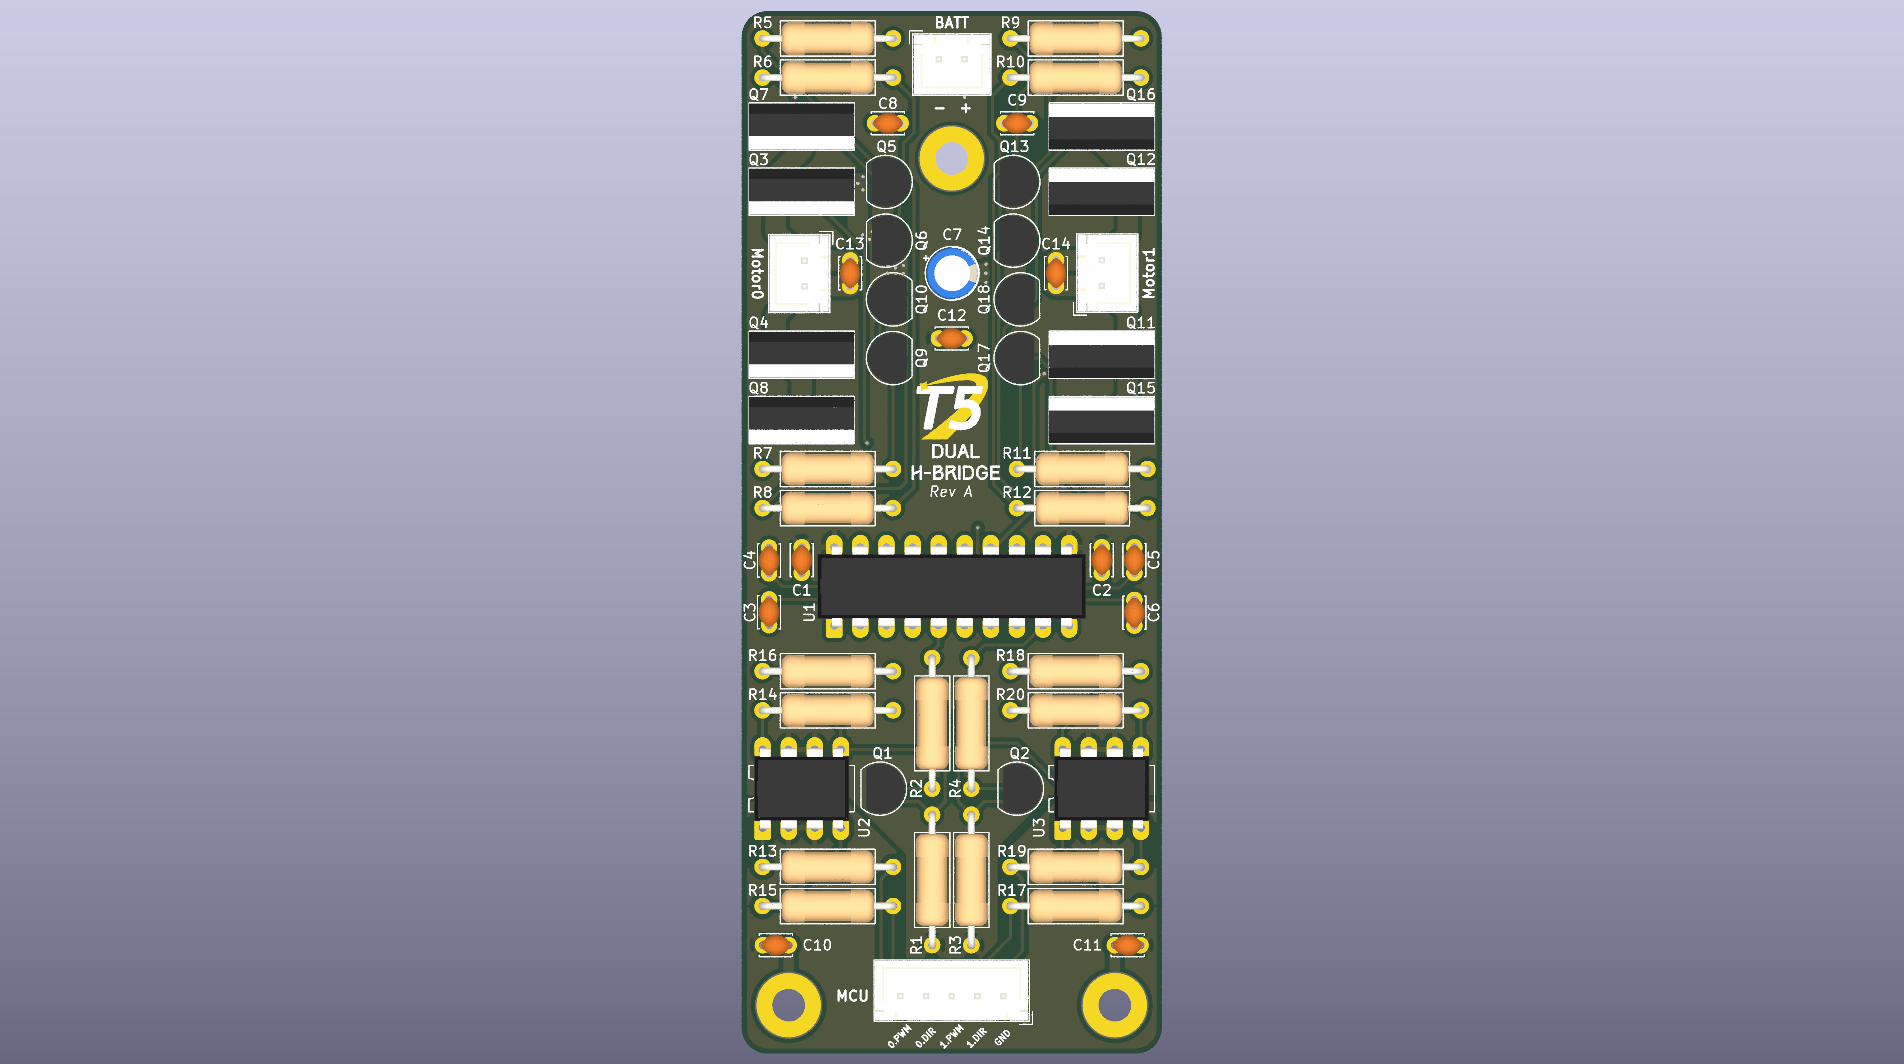 R5
BATT
R9
R6
R10
Q7
Q16
C8
C9
- +
Q5
Q13
Q3
Q12
Q6
C7
Q14
+
C13
C14
Motor0
Motor1
Q10
Q18
C12
Q4
Q11
Q9
Q17
Q8
Q15
T5
DUAL
H-BRIDGE
Rev A
R7
R11
R8
R12
C4
C5
C1
C2
C3
U1
C6
R16
R18
R14
R20
Q1
Q2
R2
R4
U2
U3
R13
R19
R15
R17
C10
R1
R3
C11
MCU
0.PWM
0.DIR
1.PWM
1.DIR
GND